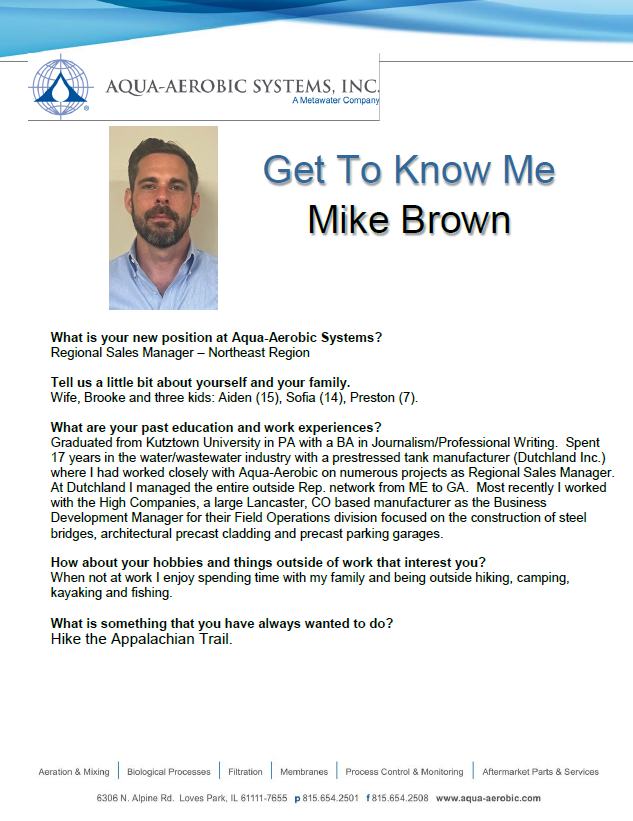 AQUA-AEROBIC SYSTEMS, INC.
A Metawater Company
®
Get To Know Me
Mike Brown
What is your new position at Aqua-Aerobic Systems?
Regional Sales Manager – Northeast Region
Tell us a little bit about yourself and your family.
Wife, Brooke and three kids: Aiden (15), Sofia (14), Preston (7).
What are your past education and work experiences?
Graduated from Kutztown University in PA with a BA in Journalism/Professional Writing.  Spent
17 years in the water/wastewater industry with a prestressed tank manufacturer (Dutchland Inc.)
where I had worked closely with Aqua-Aerobic on numerous projects as Regional Sales Manager.
At Dutchland I managed the entire outside Rep. network from ME to GA.  Most recently I worked
with the High Companies, a large Lancaster, CO based manufacturer as the Business
Development Manager for their Field Operations division focused on the construction of steel
bridges, architectural precast cladding and precast parking garages.
How about your hobbies and things outside of work that interest you?
When not at work I enjoy spending time with my family and being outside hiking, camping,
kayaking and fishing.
What is something that you have always wanted to do?
Hike the Appalachian Trail.
Aeration & Mixing | Biological Processes | Filtration | Membranes | Process Control & Monitoring | Aftermarket Parts & Services
6306 N. Alpine Rd.  Loves Park, IL 61111-7655  p 815.654.2501  f 815.654.2508  www.aqua-aerobic.com